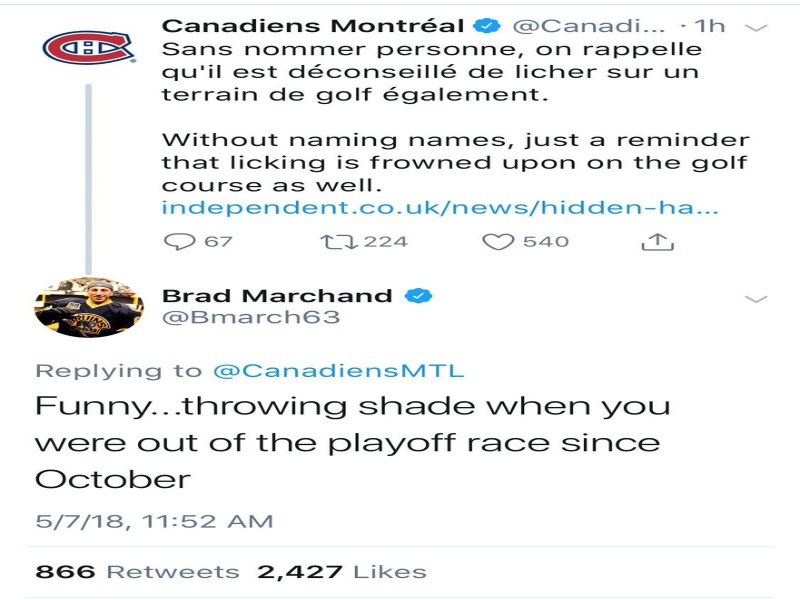 Canadiens Montréal @Canadi... · 1h
Sans nommer personne, on rappelle
qu'il est déconseillé de licher sur un
terrain de golf également.
Without naming names, just a reminder
that licking is frowned upon on the golf
course as well.
independent.co.uk/news/hidden-ha...
67 224 540
Brad Marchand
@Bmarch63
Replying to @CanadiensMTL
Funny...throwing shade when you
were out of the playoff race since
October
5/7/18, 11:52 AM
866 Retweets 2,427 Likes